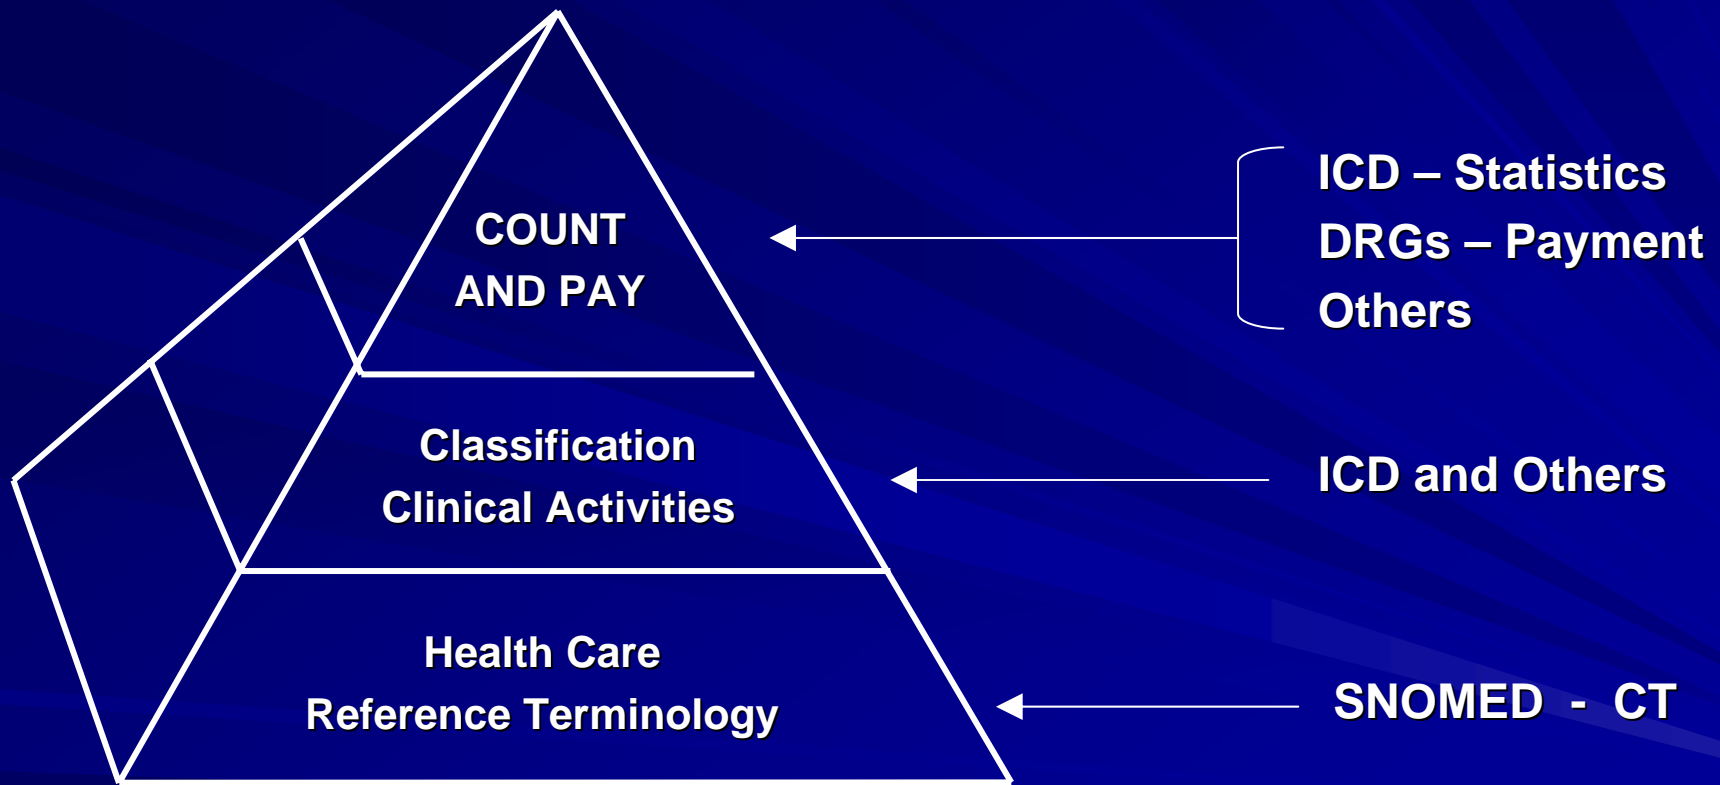 COUNT
AND PAY
ICD – Statistics
DRGs – Payment
Others
Classification
Clinical Activities
ICD and Others
Health Care
Reference Terminology
SNOMED - CT